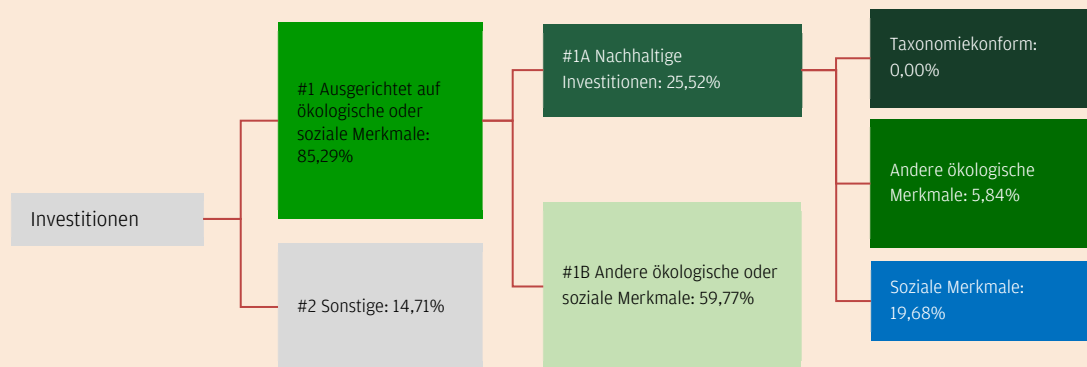 Investitionen
#1 Ausgerichtet auf
ökologische oder
soziale Merkmale:
85,29%
#2 Sonstige: 14,71%
#1A Nachhaltige
Investitionen: 25,52%
#1B Andere ökologische oder
soziale Merkmale: 59,77%
Taxonomiekonform:
0,00%
Andere ökologische
Merkmale: 5,84%
Soziale Merkmale:
19,68%